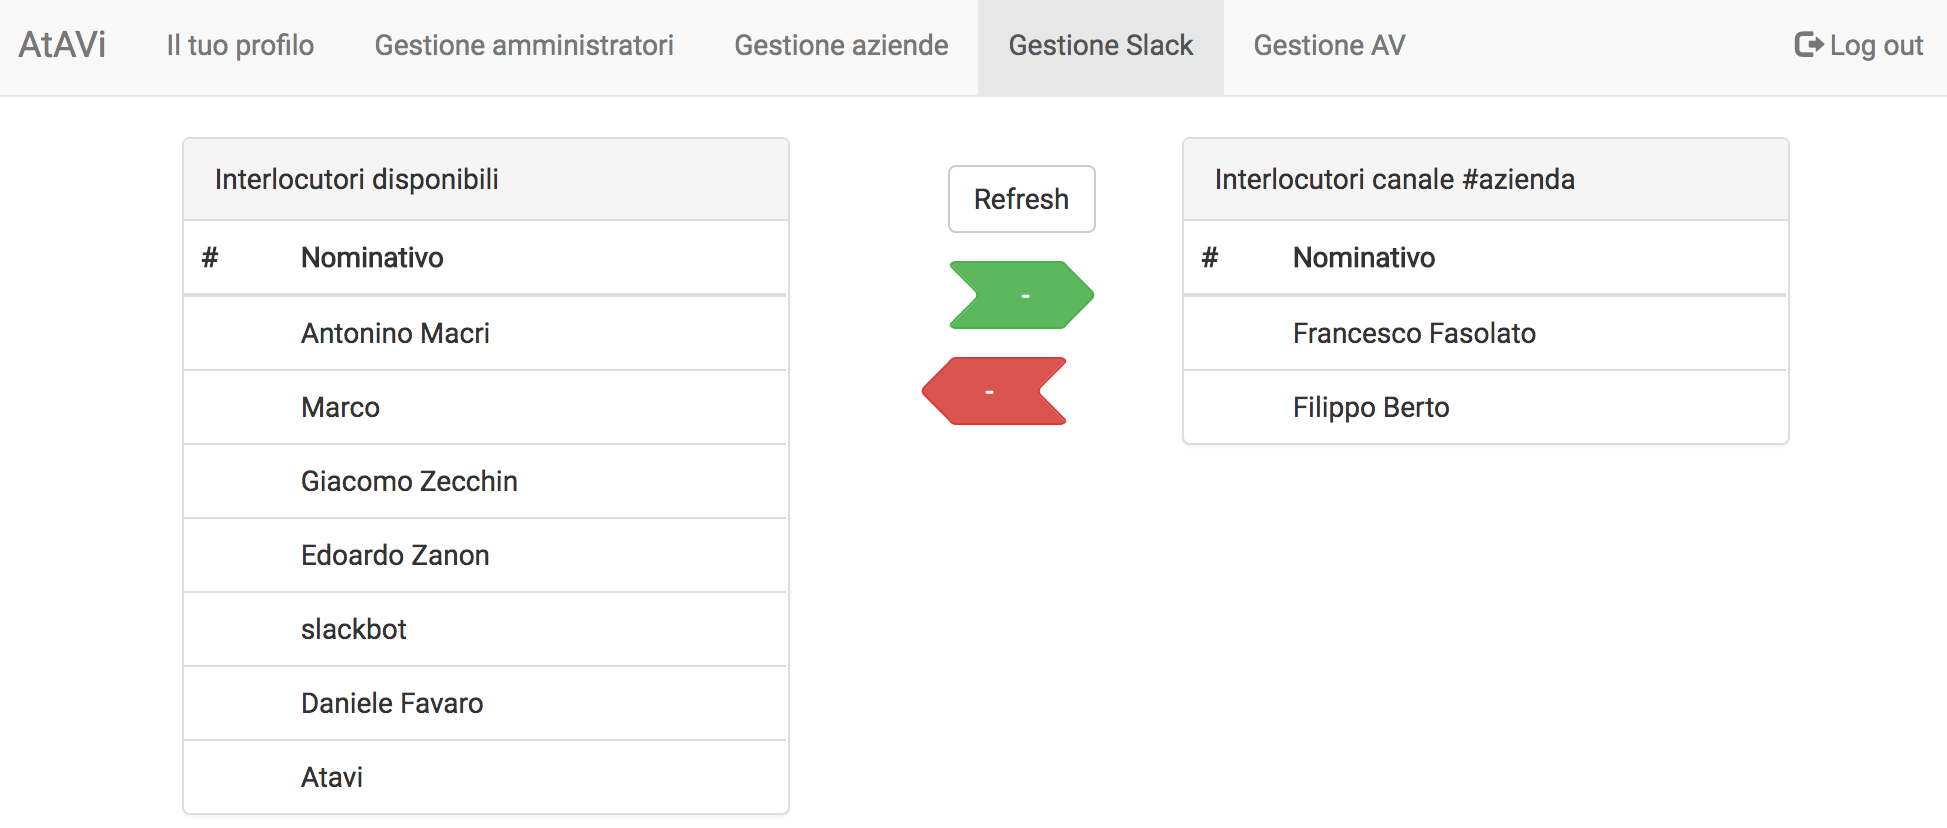 AtAVi Il tuo profilo Gestione amministratori Gestione aziende Gestione Slack Gestione AV Log out
Interlocutori disponibili
# Nominativo
Antonino Macri
Marco
Giacomo Zecchin
Edoardo Zanon
slackbot
Daniele Favaro
Atavi
Refresh
-
-
Interlocutori canale #azienda
# Nominativo
Francesco Fasolato
Filippo Berto